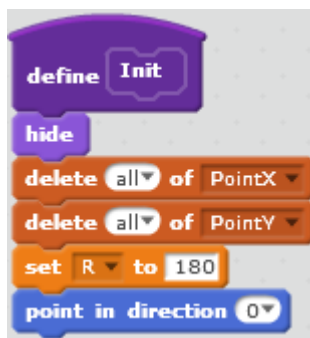 define Init
hide
delete all of PointX
delete all of PointY
set R to 180
point in direction 0